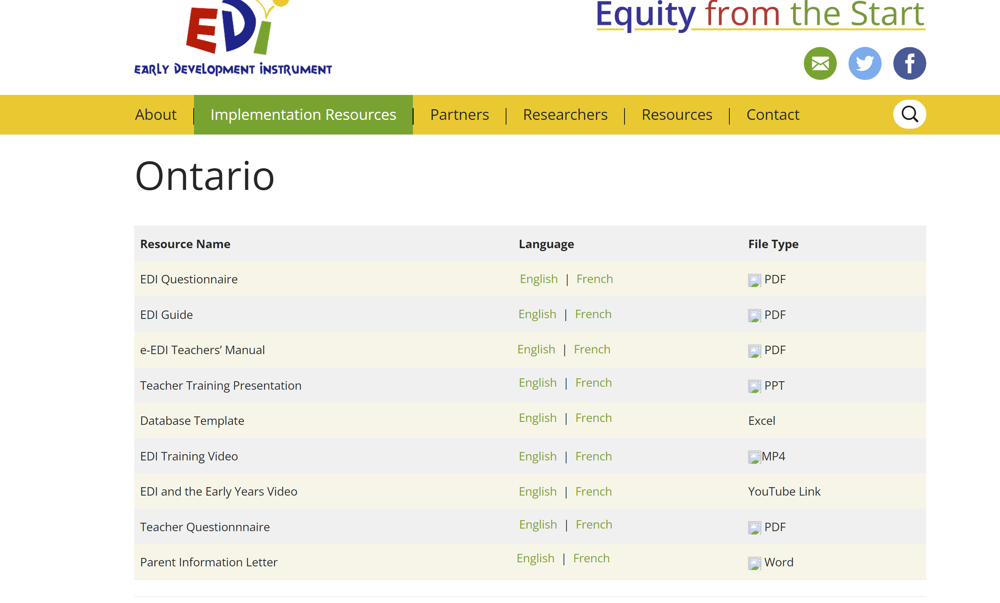 EDi
EARLY DEVELOPMENT iNSTRUMENT
Equity from the Start
About | Implementation Resources | Partners | Researchers | Resources | Contact
Ontario
Resource Name Language File Type
EDI Questionnaire English | French PDF
EDI Guide English | French PDF
e-EDI Teachers’ Manual English | French PDF
Teacher Training Presentation English | French PPT
Database Template English | French Excel
EDI Training Video English | French MP4
EDI and the Early Years Video English | French YouTube Link
Teacher Questionnnaire English | French PDF
Parent Information Letter English | French Word